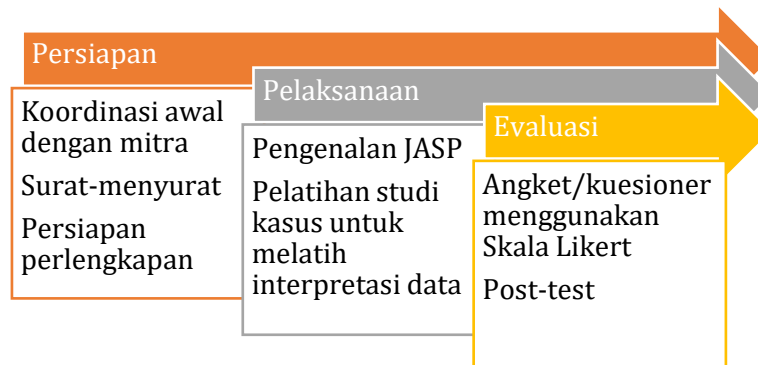 Persiapan
Koordinasi awal
dengan mitra
Surat-menyurat
Persiapan
perlengkapan
Pelaksanaan
Pengenalan JASP
Pelatihan studi
kasus untuk
melatih
interpretasi data
Evaluasi
Angket/kuesioner
menggunakan
Skala Likert
Post-test